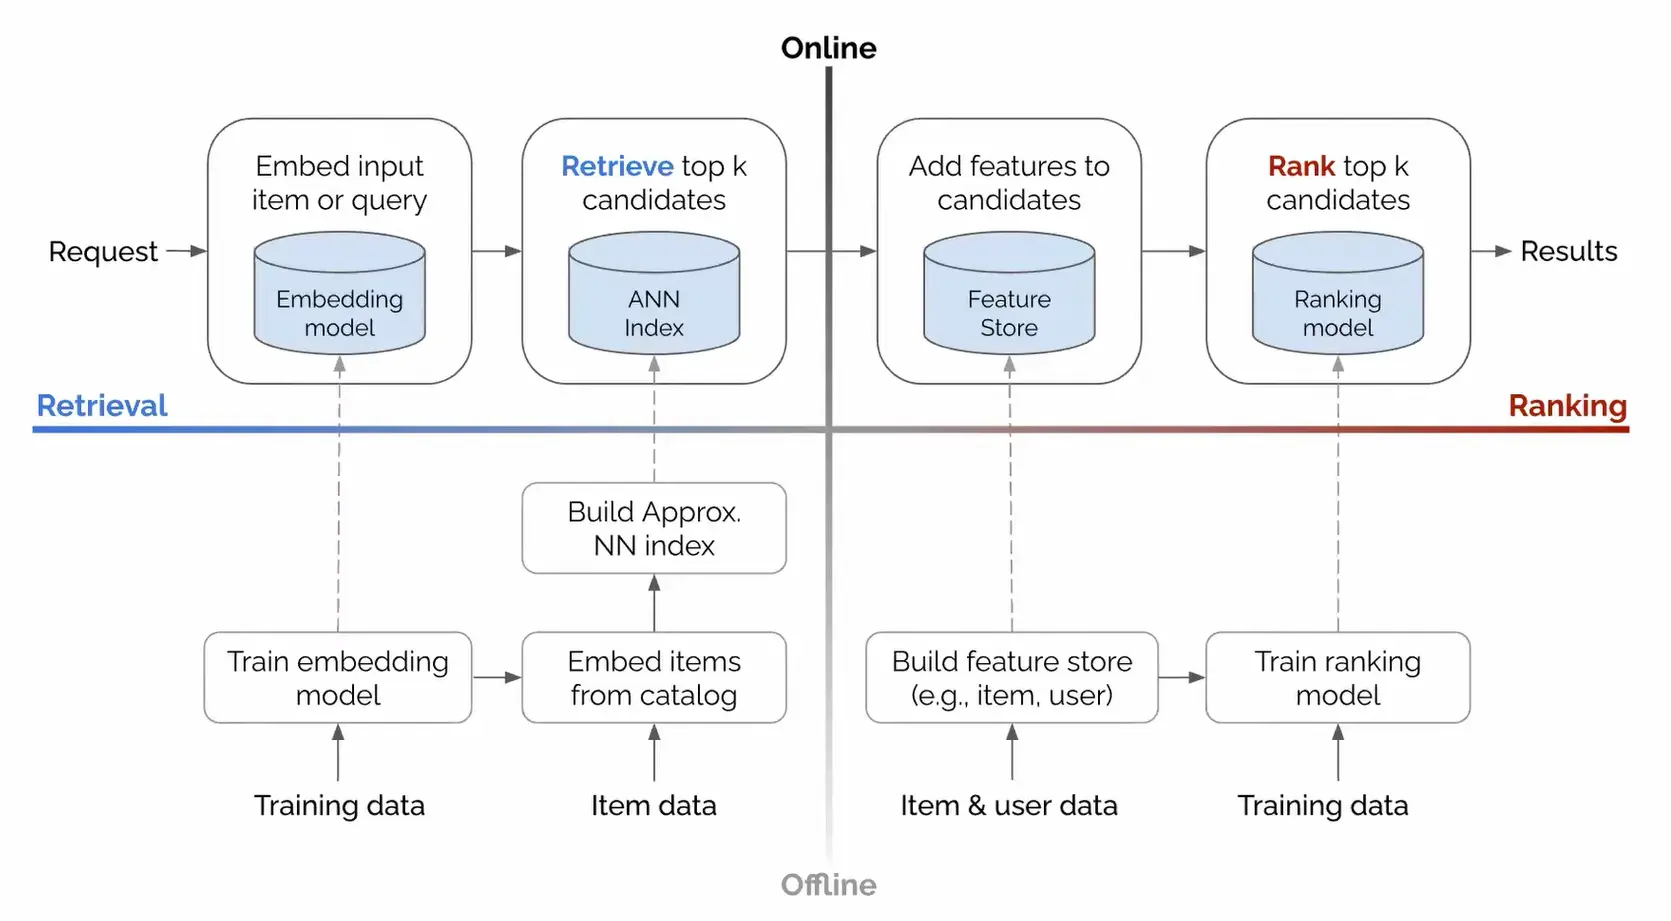 Online
Embed input
item or query
Embedding
model
Retrieve top k
candidates
ANN
Index
Add features to
candidates
Feature
Store
Rank top k
candidates
Ranking
model
Request
Results
Retrieval
Ranking
Build Approx.
NN index
Train embedding
model
Embed items
from catalog
Build feature store
(e.g., item, user)
Train ranking
model
Training data
Item data
Item & user data
Training data
Offline